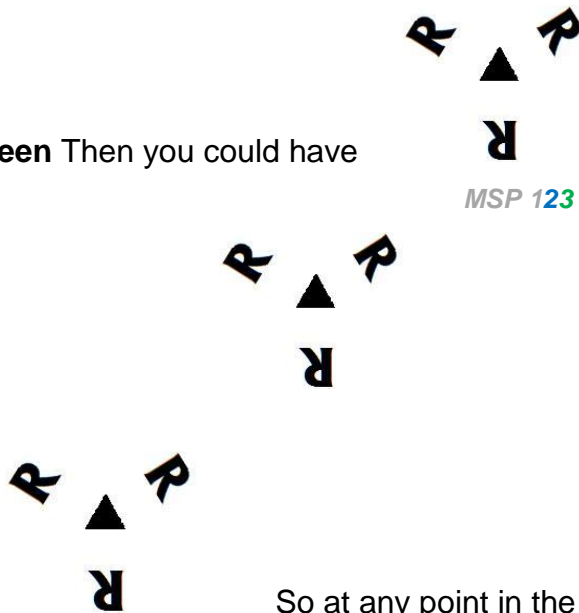 R R
R
een Then you could have
MSP 123
R R
R
R R
R
So at any point in the